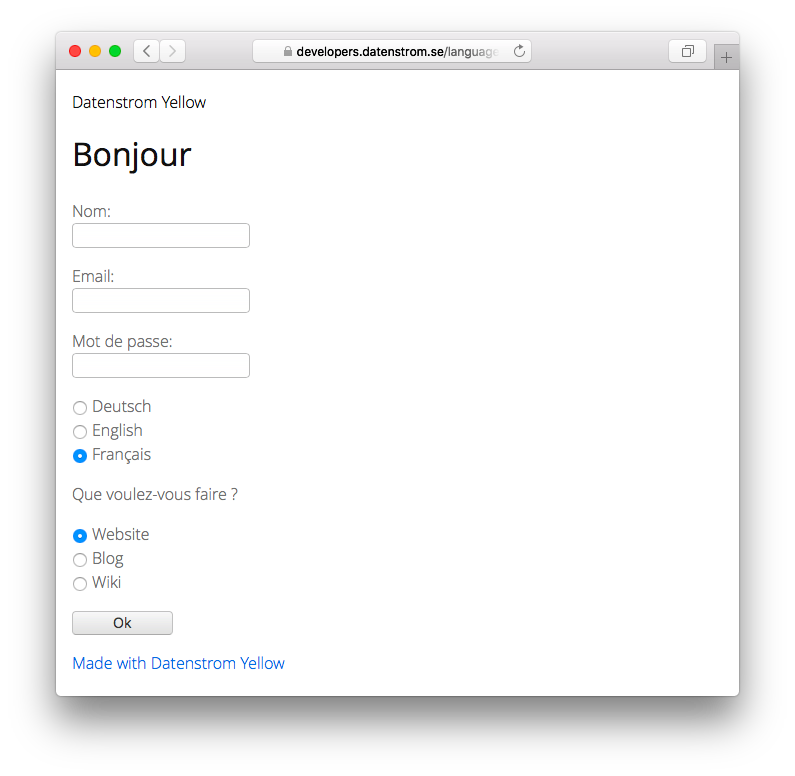 developers.datenstrom.se/language
Datenstrom Yellow
Bonjour
Nom:
Email:
Mot de passe:
Deutsch
English
Français
Que voulez-vous faire ?
Website
Blog
Wiki
Ok
Made with Datenstrom Yellow